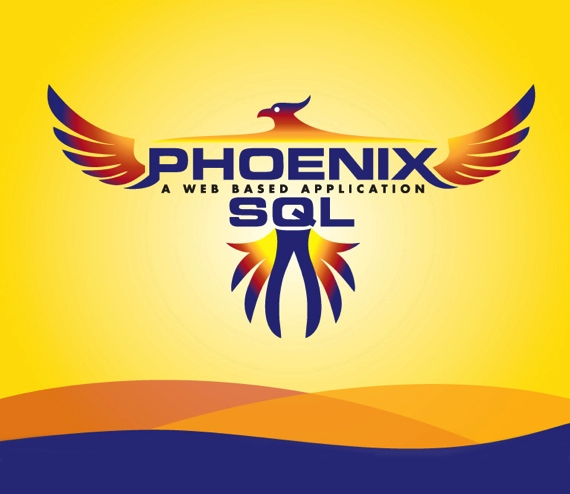 PHOENIX
A WEB BASED APPLICATION
SQL